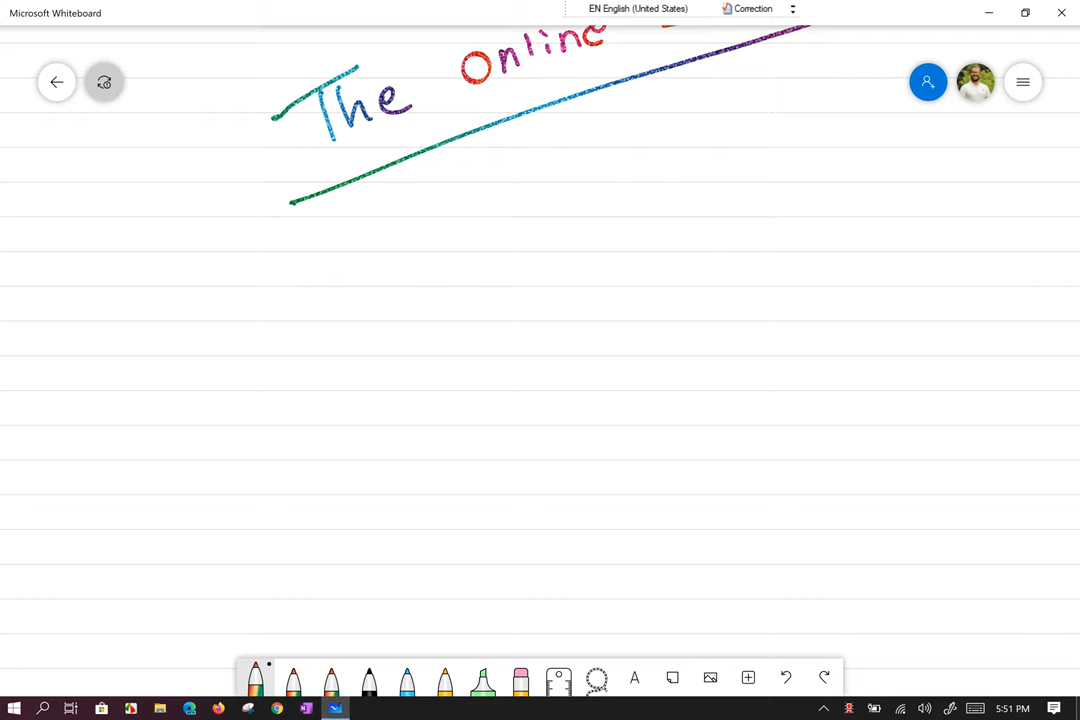 Microsoft Whiteboard
EN English (United States)
Correction
The Online
A
5:51 PM